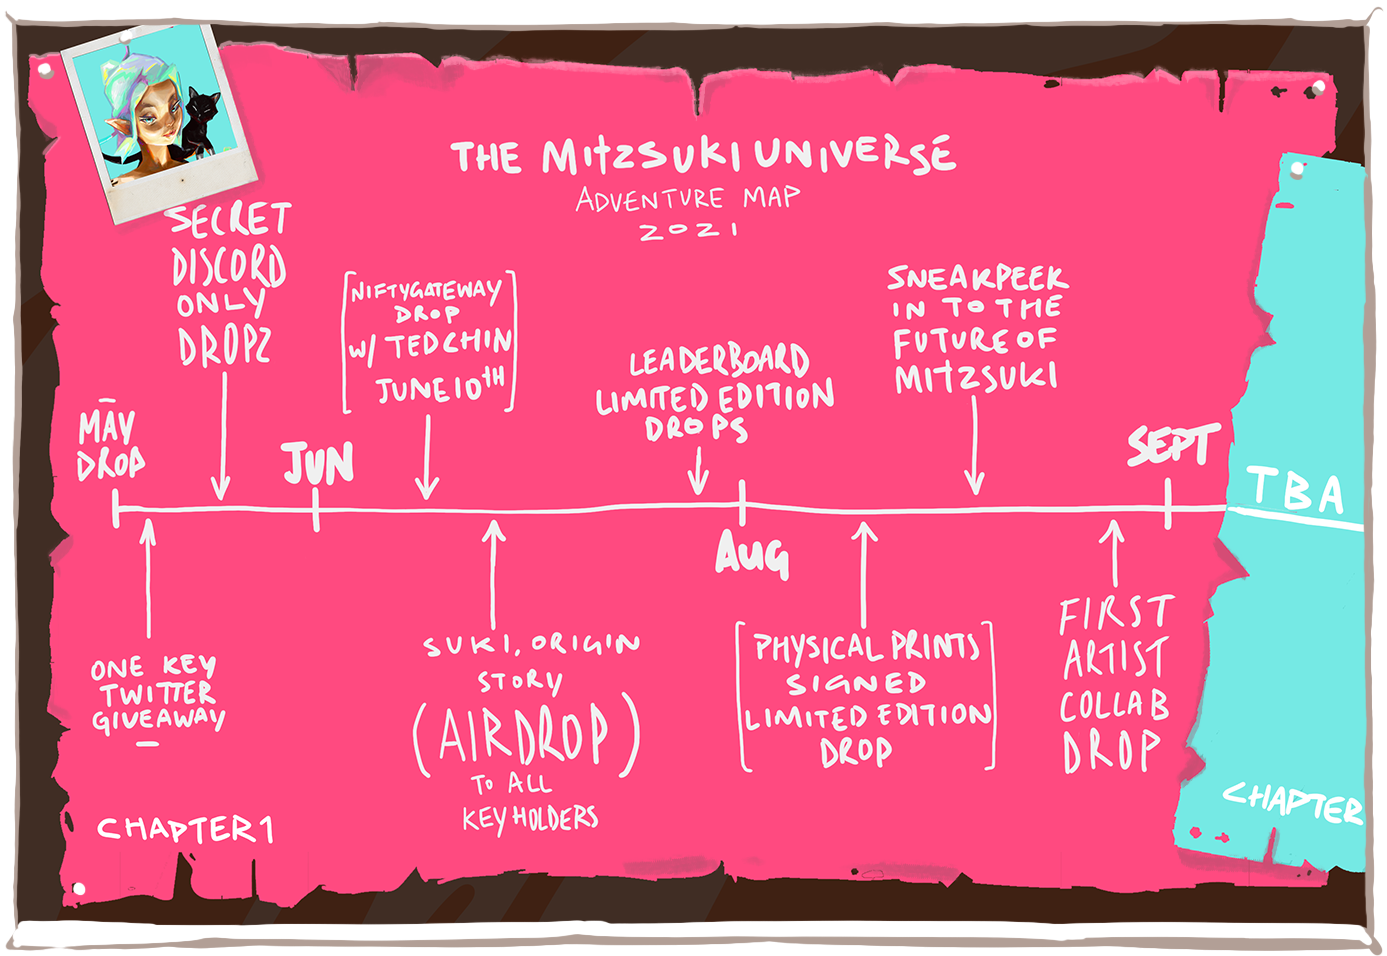 THE MITZSUKI UNIVERSE
ADVENTURE MAP
2021
SECRET
DISCORD
ONLY
DROPZ
NIFTYGATEWAY
DROP
W/ TEDCHIN
JUNE 10TH
LEADERBOARD
LIMITED EDITION
DROPS
SNEAKPEEK
IN TO THE
FUTURE OF
MITZSUKI
MAY
DROP
JUN
AUG
SEPT
TBA
ONE KEY
TWITTER
GIVEAWAY
SUKI, ORIGIN
STORY
(AIRDROP)
TO ALL
KEY HOLDERS
[PHYSICAL PRINTS
SIGNED
LIMITED EDITION
DROP]
FIRST
ARTIST
COLLAB
DROP
CHAPTER 1
CHAPTER